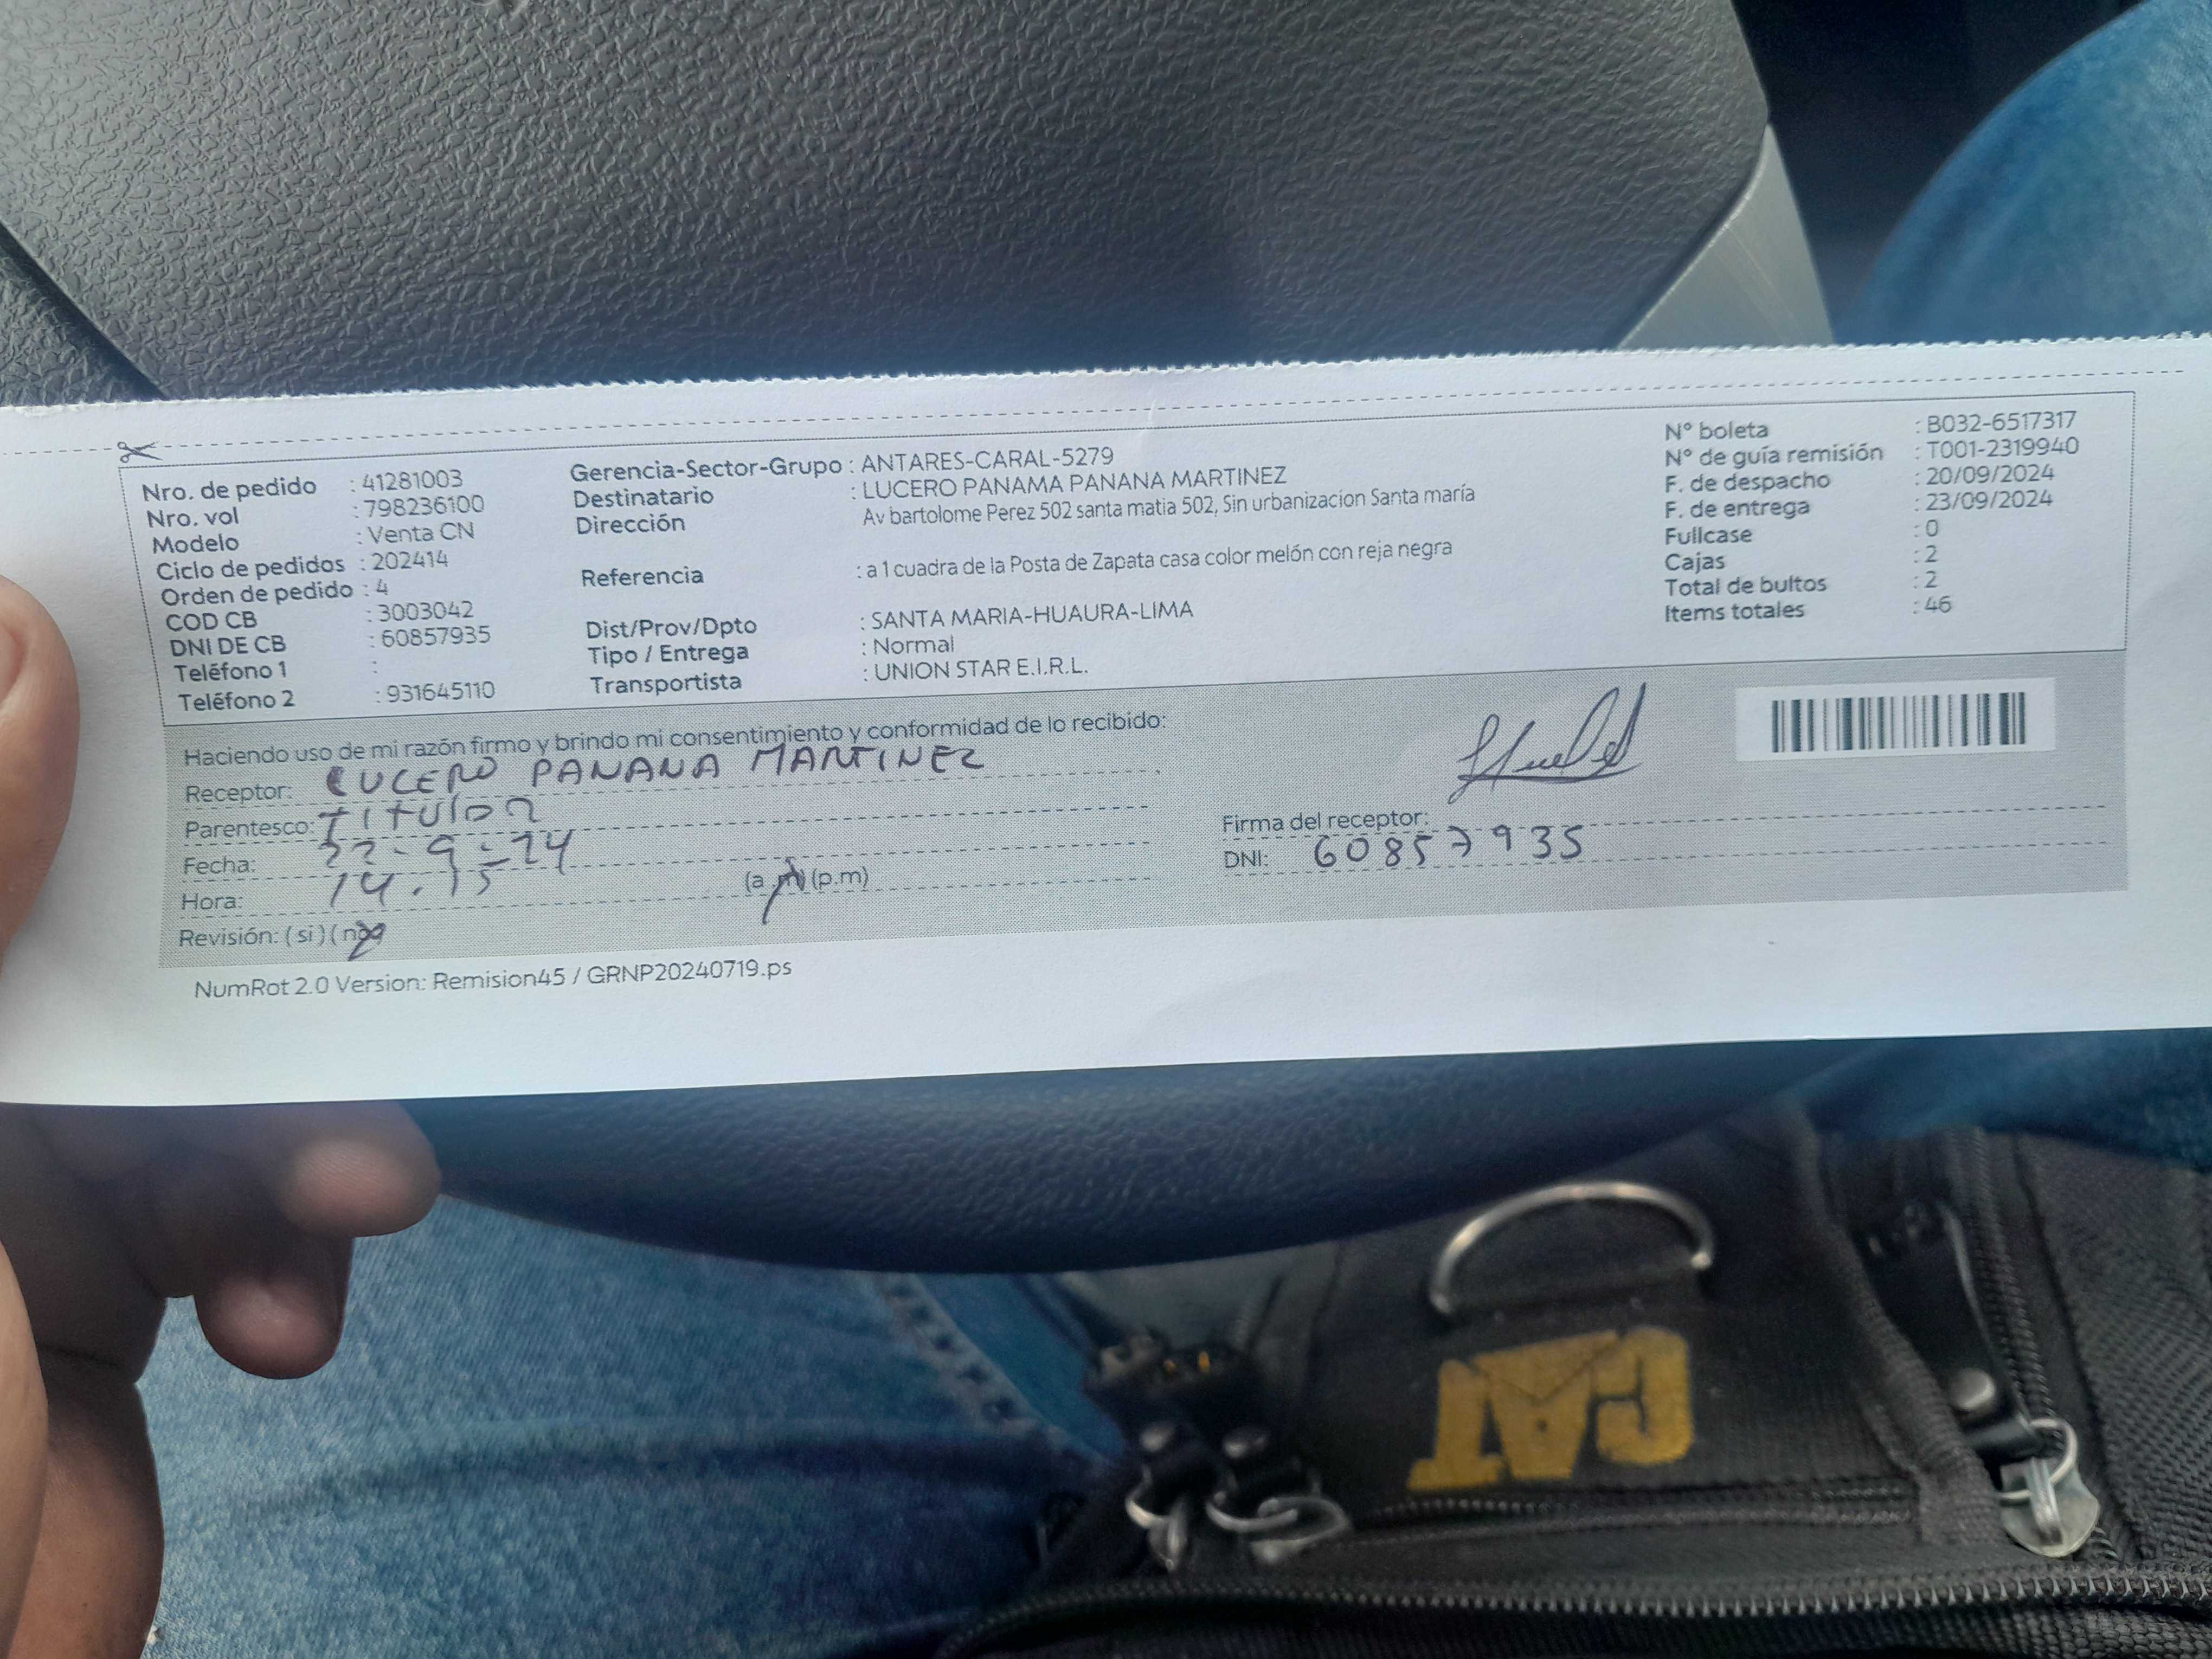 Nro. de pedido : 41281003
Nro. vol : 798236100
Modelo : Venta CN
Ciclo de pedidos : 202414
Orden de pedido : 4
COD CB : 3003042
DNI DE CB : 60857935
Teléfono 1 :
Teléfono 2 : 931645110
Gerencia-Sector-Grupo : ANTARES-CARAL-5279
Destinatario : LUCERO PANAMA PANANA MARTINEZ
Dirección Av bartolome Perez 502 santa matia 502, Sin urbanizacion Santa maría
Referencia : a 1 cuadra de la Posta de Zapata casa color melón con reja negra
Dist/Prov/Dpto : SANTA MARIA-HUAURA-LIMA
Tipo / Entrega : Normal
Transportista : UNION STAR E.I.R.L.
N° boleta : B032-6517317
N° de guía remisión : T001-2319940
F. de despacho : 20/09/2024
F. de entrega : 23/09/2024
Fullcase : 0
Cajas : 2
Total de bultos : 2
Items totales : 46
Haciendo uso de mi razón firmo y brindo mi consentimiento y conformidad de lo recibido:
Receptor: LUCERO PANANA MARTINEZ
Parentesco: TITULAR
Fecha: 22-9-24
Hora: 14.15 (a.m) (p.m)
Revisión: (si) (no)
Firma del receptor:
DNI: 60857935
NumRot 2.0 Version: Remision45 / GRNP20240719.ps
CAT